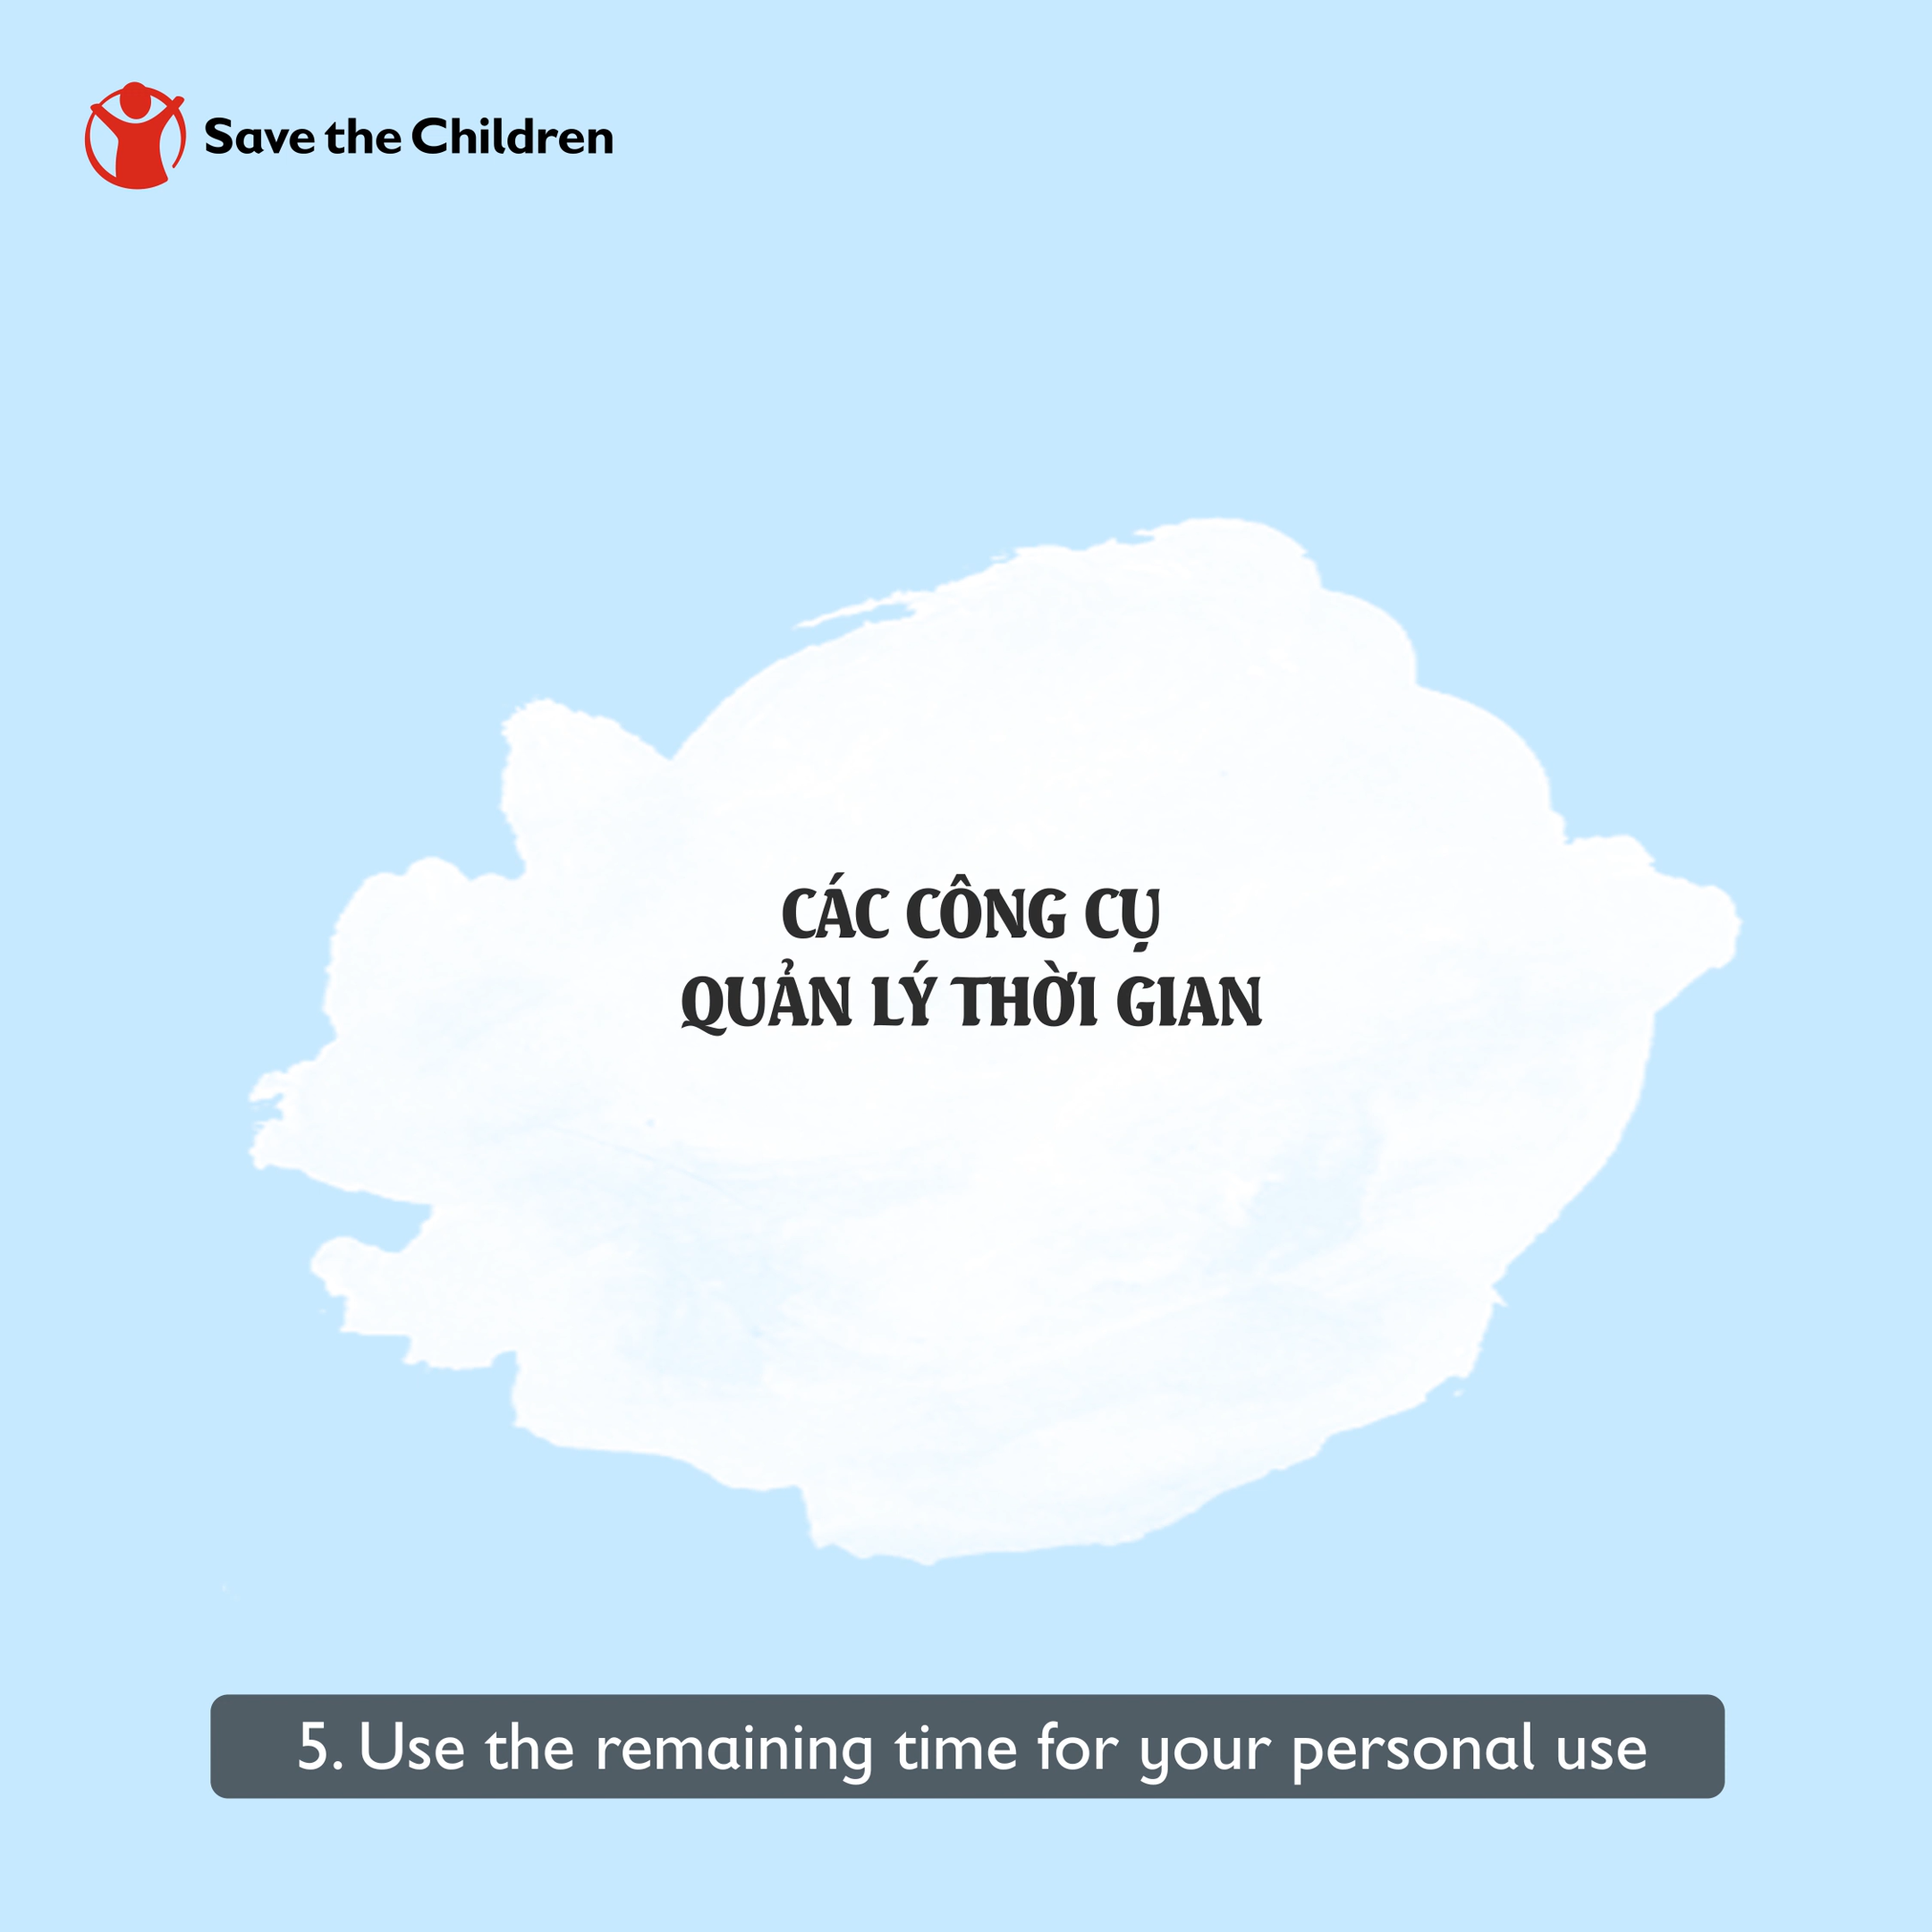 Save the Children
CÁC CÔNG CỤ
QUẢN LÝ THỜI GIAN
5. Use the remaining time for your personal use